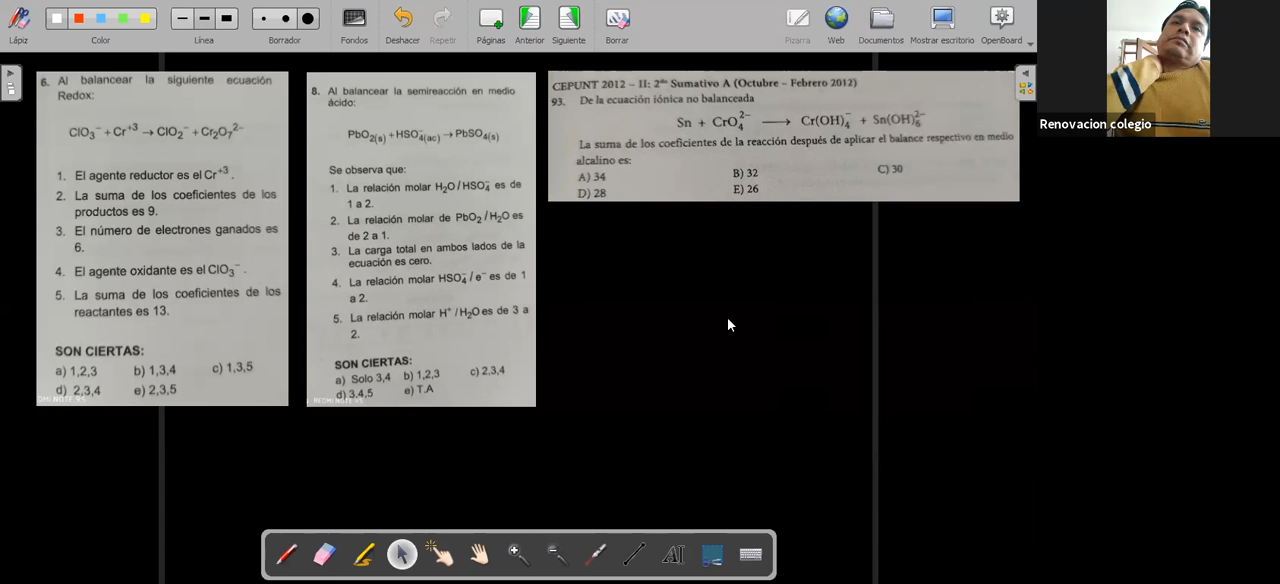 Lápiz
Color
Línea
Borrador
Fondos
Deshacer
Repetir
Páginas
Anterior
Siguiente
Borrar
Pizarra
Web
Documentos
Mostrar escritorio
OpenBoard
6. Al balancear la siguiente ecuación
Redox:
ClO₃⁻ + Cr⁺³ → ClO₂⁻ + Cr₂O₇²⁻
1. El agente reductor es el Cr⁺³.
2. La suma de los coeficientes de los
productos es 9.
3. El número de electrones ganados es
6.
4. El agente oxidante es el ClO₃⁻.
5. La suma de los coeficientes de los
reactantes es 13.
SON CIERTAS:
a) 1,2,3 b) 1,3,4 c) 1,3,5
d) 2,3,4 e) 2,3,5
8. Al balancear la semireacción en medio
ácido:
PbO₂(s) + HSO₄⁻(ac) → PbSO₄(s)
Se observa que:
1. La relación molar H₂O/HSO₄⁻ es de
1 a 2.
2. La relación molar de PbO₂/H₂O es
de 2 a 1.
3. La carga total en ambos lados de la
ecuación es cero.
4. La relación molar HSO₄⁻/e⁻ es de 1
a 2.
5. La relación molar H⁺/H₂O es de 3 a
2.
SON CIERTAS:
a) Solo 3,4 b) 1,2,3 c) 2,3,4
d) 3,4,5 e) T.A
CEPUNT 2012 – II: 2do Sumativo A (Octubre – Febrero 2012)
93. De la ecuación iónica no balanceada
Sn + CrO₄²⁻ ⟶ Cr(OH)₄⁻ + Sn(OH)₆²⁻
La suma de los coeficientes de la reacción después de aplicar el balance respectivo en medio
alcalino es:
A) 34 B) 32 C) 30
D) 28 E) 26
Renovacion colegio
AI